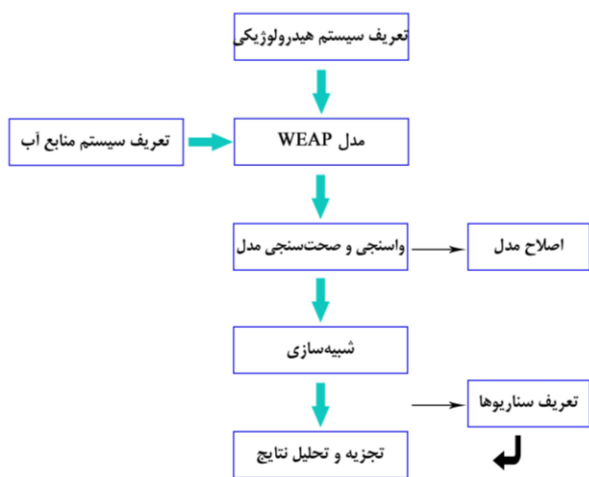 تعریف سیستم هیدرولوژیکی
مدل WEAP
تعریف سیستم منابع آب
واسنجی و صحت‌سنجی مدل
اصلاح مدل
شبیه‌سازی
تعریف سناریوها
تجزیه و تحلیل نتایج